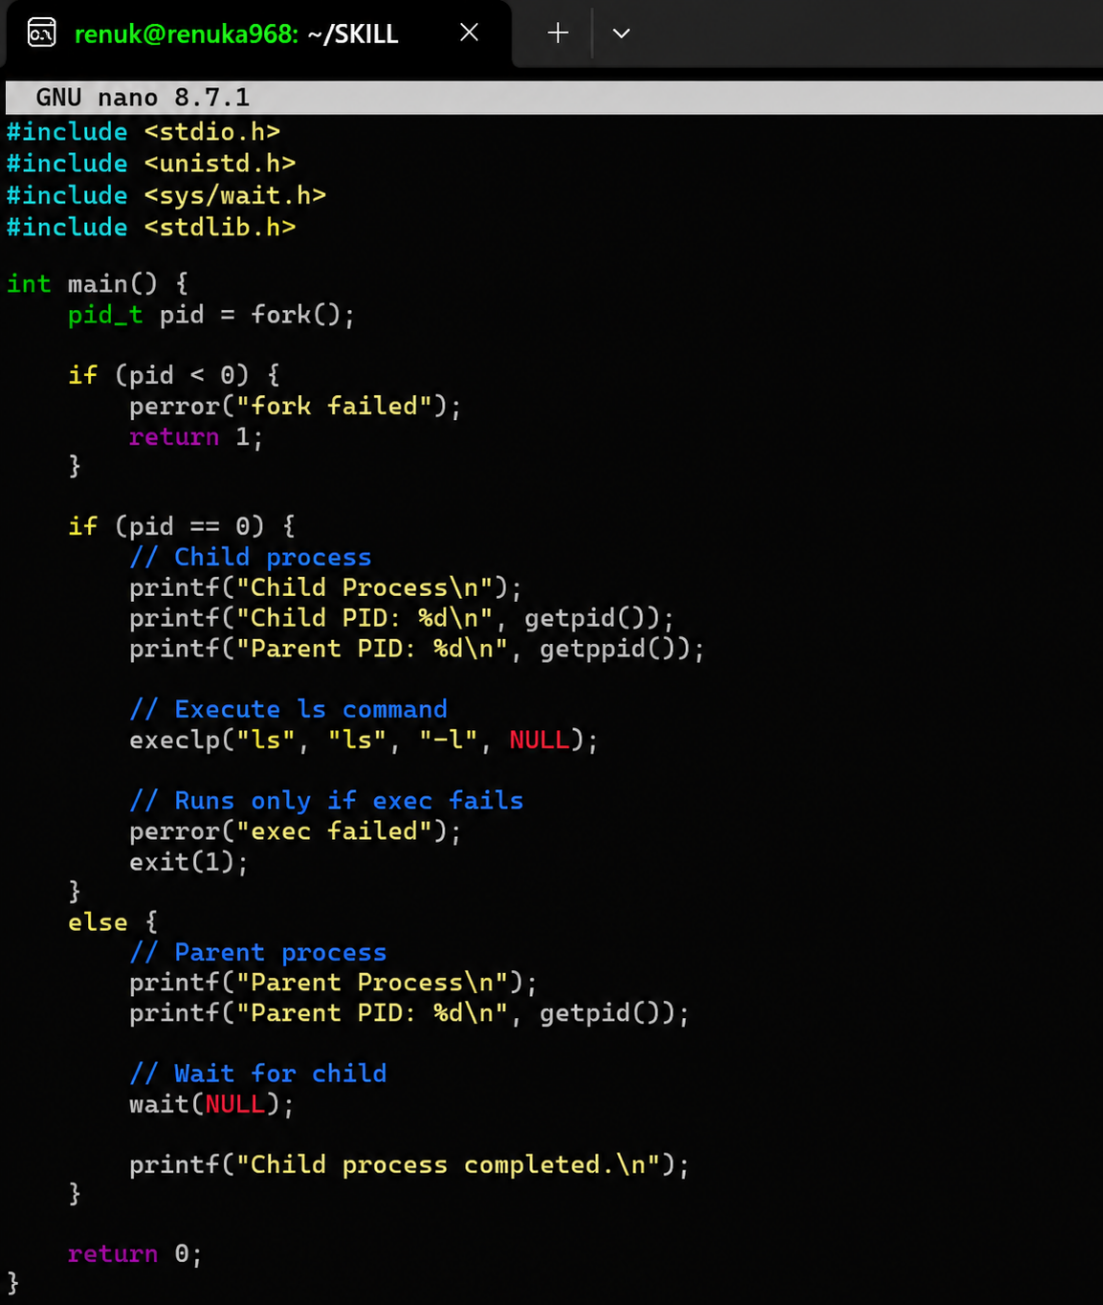 renuk@renuka968: ~/SKILL
GNU nano 8.7.1
#include <stdio.h>
#include <unistd.h>
#include <sys/wait.h>
#include <stdlib.h>

int main() {
    pid_t pid = fork();

    if (pid < 0) {
        perror("fork failed");
        return 1;
    }

    if (pid == 0) {
        // Child process
        printf("Child Process\n");
        printf("Child PID: %d\n", getpid());
        printf("Parent PID: %d\n", getppid());

        // Execute ls command
        execlp("ls", "ls", "-l", NULL);

        // Runs only if exec fails
        perror("exec failed");
        exit(1);
    }
    else {
        // Parent process
        printf("Parent Process\n");
        printf("Parent PID: %d\n", getpid());

        // Wait for child
        wait(NULL);

        printf("Child process completed.\n");
    }

    return 0;
}